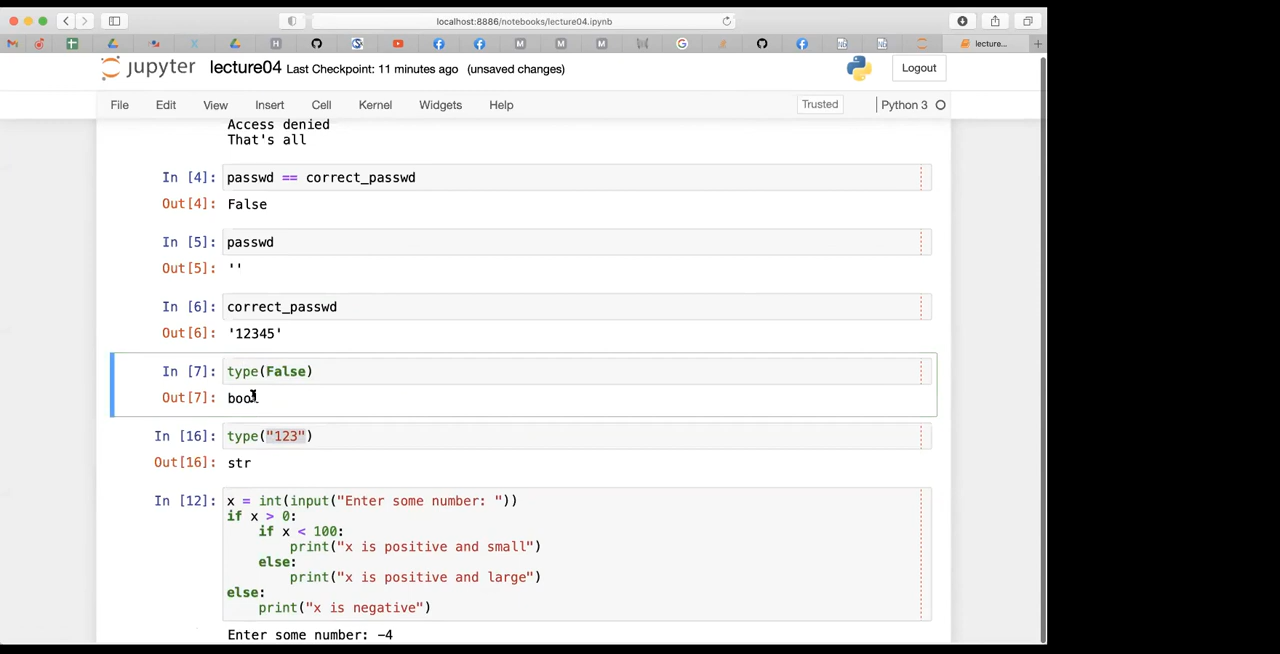 localhost:8886/notebooks/lecture04.ipynb
lecture...
jupyter lecture04 Last Checkpoint: 11 minutes ago (unsaved changes)
Logout
File Edit View Insert Cell Kernel Widgets Help Trusted Python 3
Access denied
That's all
In [4]: passwd == correct_passwd
Out[4]: False
In [5]: passwd
Out[5]: ''
In [6]: correct_passwd
Out[6]: '12345'
In [7]: type(False)
Out[7]: bool
In [16]: type("123")
Out[16]: str
In [12]: x = int(input("Enter some number: "))
if x > 0:
    if x < 100:
        print("x is positive and small")
    else:
        print("x is positive and large")
else:
    print("x is negative")
Enter some number: -4